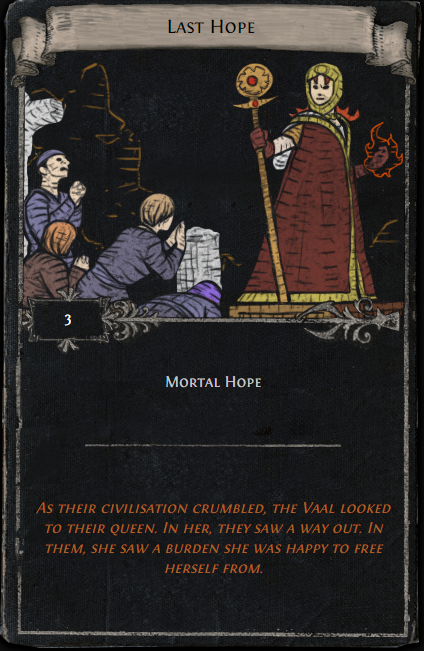 Last Hope
3
Mortal Hope
As their civilisation crumbled, the Vaal looked
to their queen. In her, they saw a way out. In
them, she saw a burden she was happy to free
herself from.